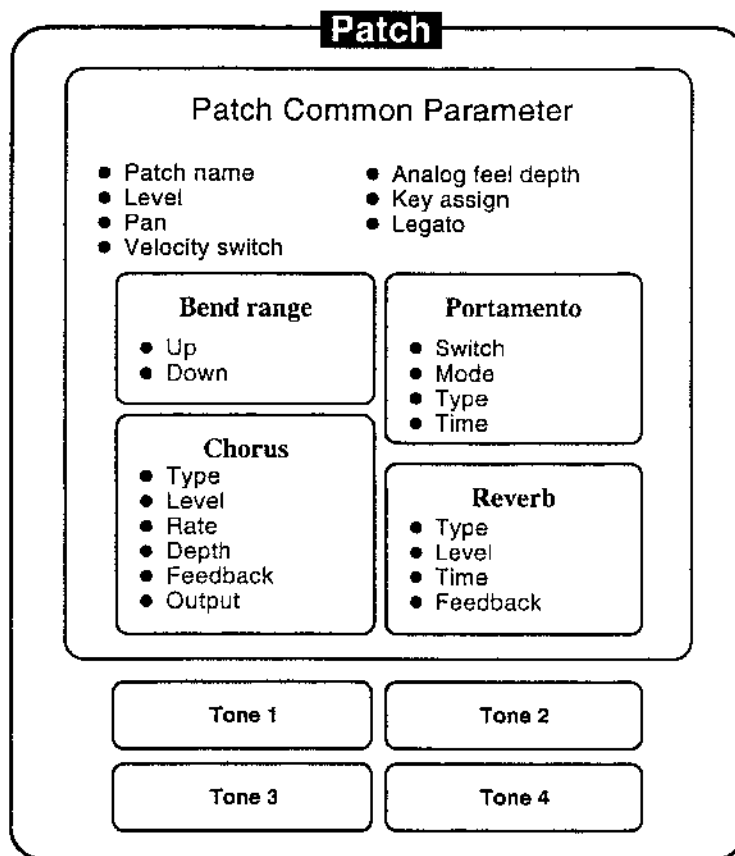 Patch
Patch Common Parameter
● Patch name
● Level
● Pan
● Velocity switch
● Analog feel depth
● Key assign
● Legato
Bend range
● Up
● Down
Portamento
● Switch
● Mode
● Type
● Time
Chorus
● Type
● Level
● Rate
● Depth
● Feedback
● Output
Reverb
● Type
● Level
● Time
● Feedback
Tone 1
Tone 2
Tone 3
Tone 4